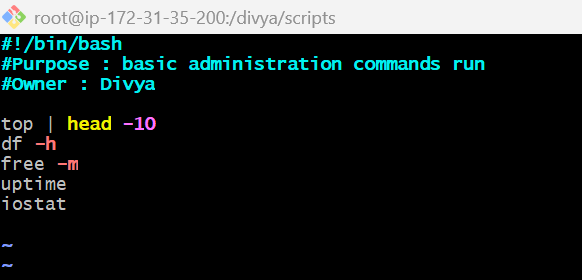 root@ip-172-31-35-200:/divya/scripts
#!/bin/bash
#Purpose : basic administration commands run
#Owner : Divya
top | head -10
df -h
free -m
uptime
iostat
~
~